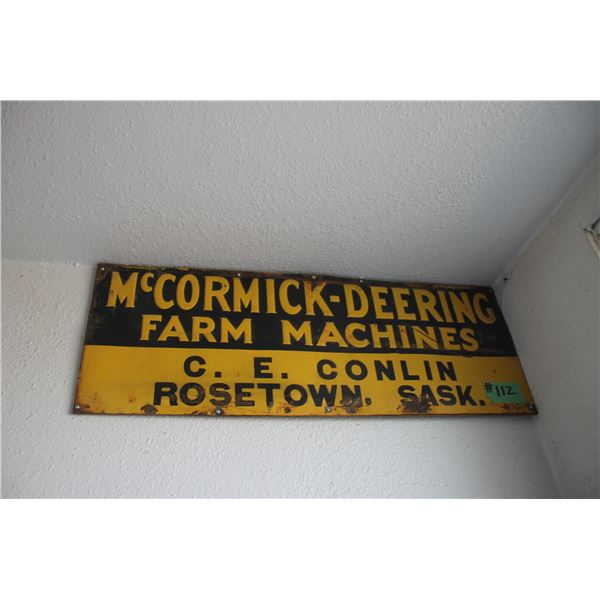 McCORMICK-DEERING
FARM MACHINES
C. E. CONLIN
ROSETOWN, SASK.
#112